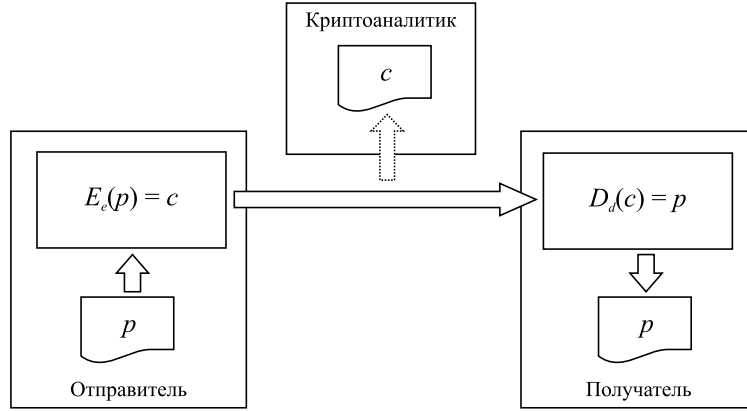 Криптоаналитик
c
E_e(p) = c
D_d(c) = p
p
p
Отправитель
Получатель